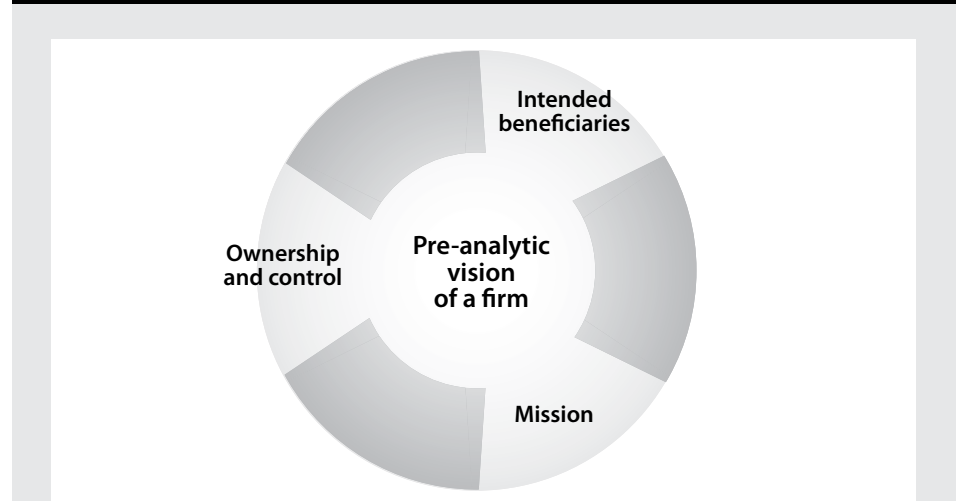 Intended
beneficiaries
Ownership
and control
Pre-analytic
vision
of a firm
Mission